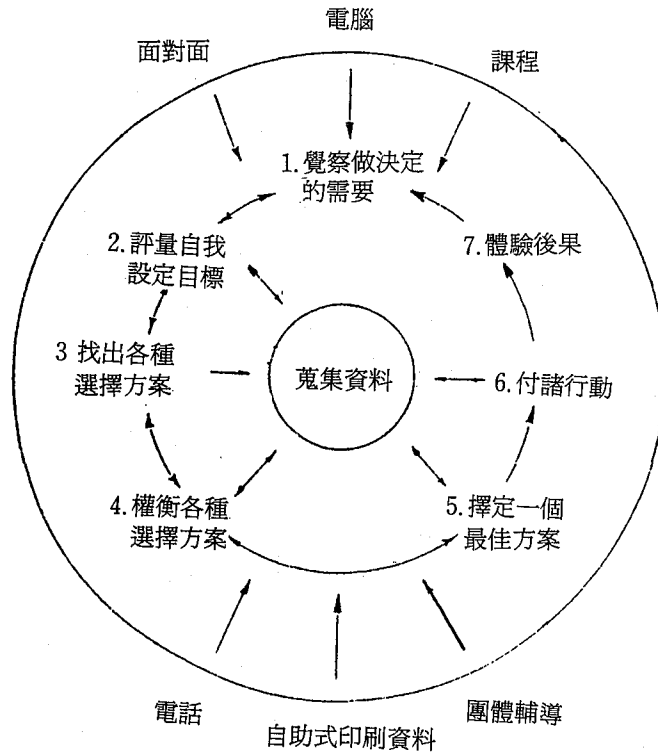 電腦
面對面
課程
1.覺察做決定
的需要
2.評量自我
設定目標
7.體驗後果
3 找出各種
選擇方案
蒐集資料
6.付諸行動
4.權衡各種
選擇方案
5.擇定一個
最佳方案
電話
自助式印刷資料
團體輔導